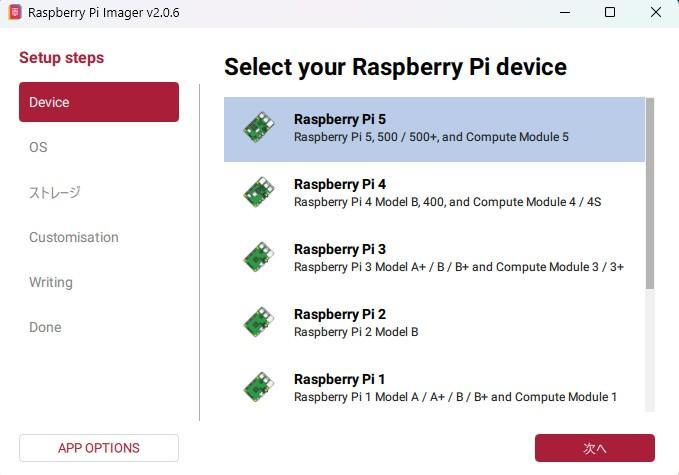 Raspberry Pi Imager v2.0.6
Setup steps
Device
OS
ストレージ
Customisation
Writing
Done
APP OPTIONS
Select your Raspberry Pi device
Raspberry Pi 5
Raspberry Pi 5, 500 / 500+, and Compute Module 5
Raspberry Pi 4
Raspberry Pi 4 Model B, 400, and Compute Module 4 / 4S
Raspberry Pi 3
Raspberry Pi 3 Model A+ / B / B+ and Compute Module 3 / 3+
Raspberry Pi 2
Raspberry Pi 2 Model B
Raspberry Pi 1
Raspberry Pi 1 Model A / A+ / B / B+ and Compute Module 1
次へ